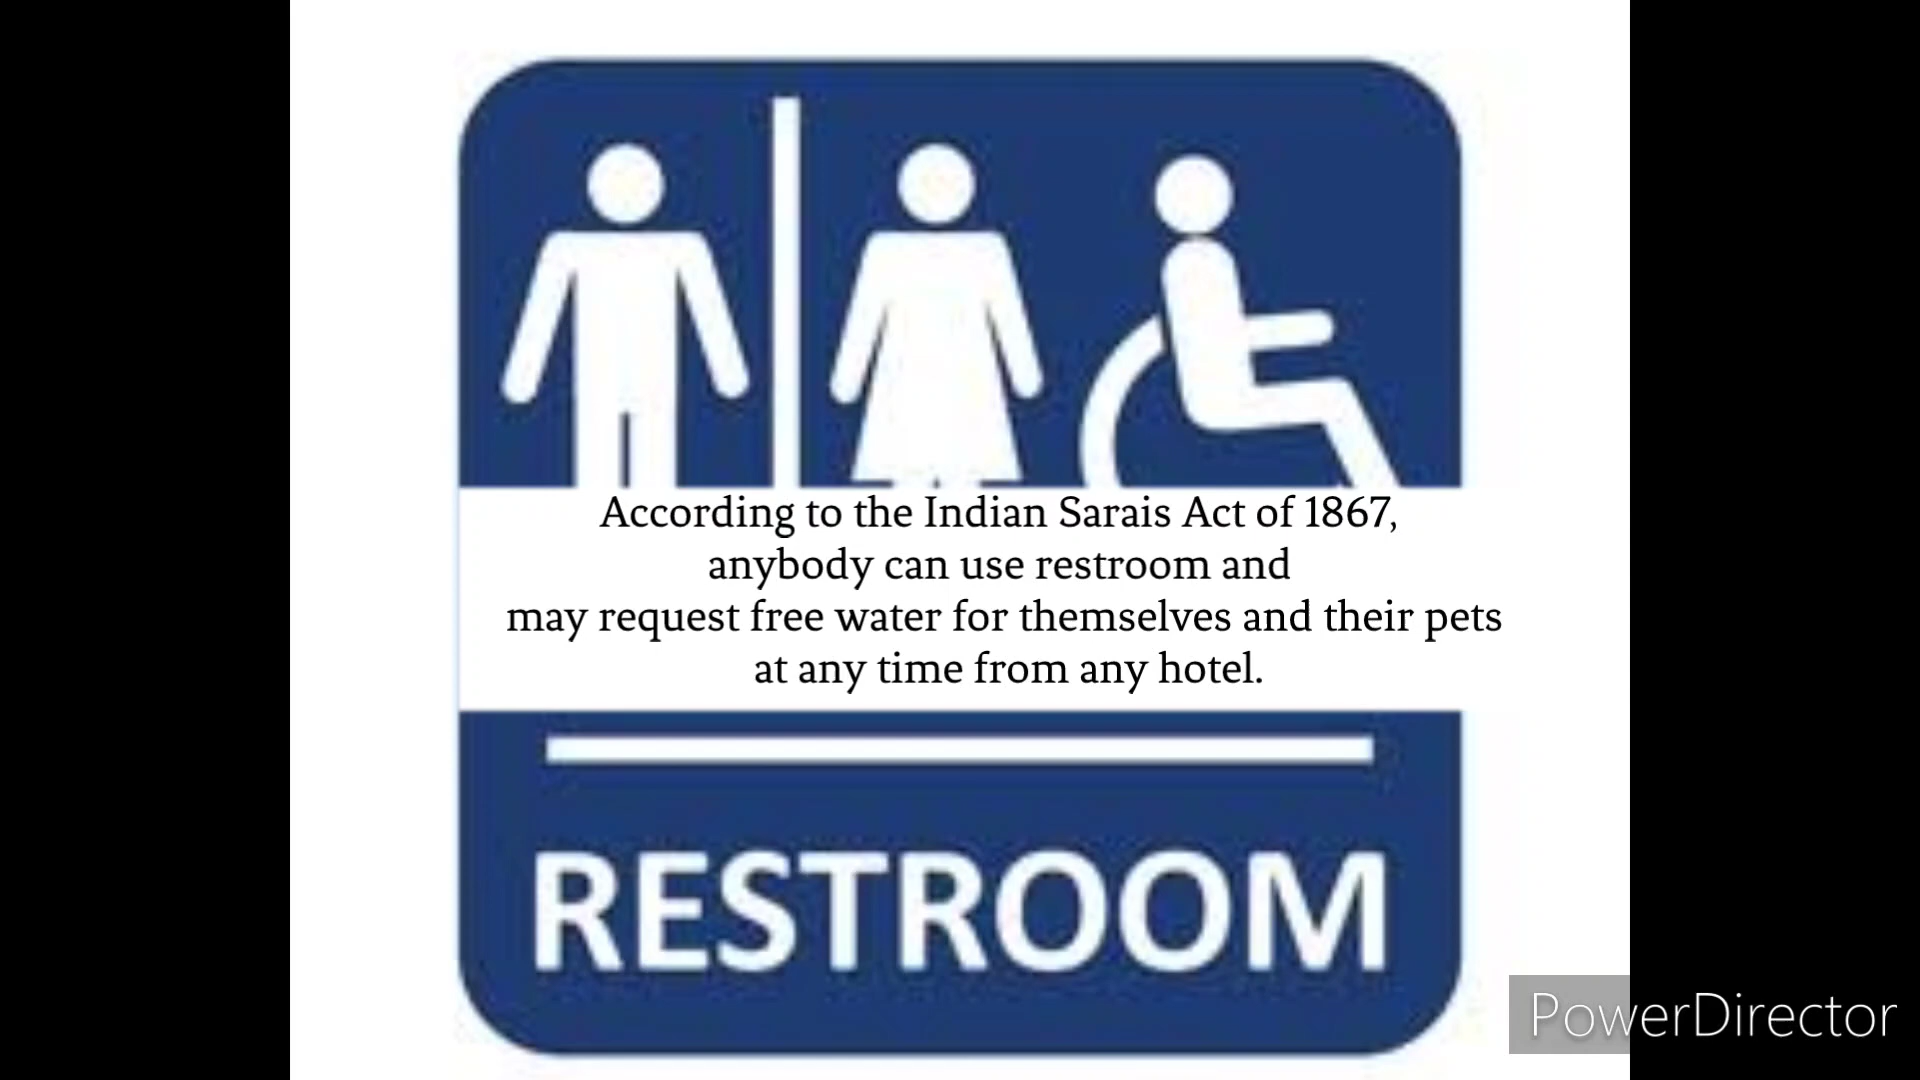 According to the Indian Sarais Act of 1867,
anybody can use restroom and
may request free water for themselves and their pets
at any time from any hotel.
RESTROOM
PowerDirector